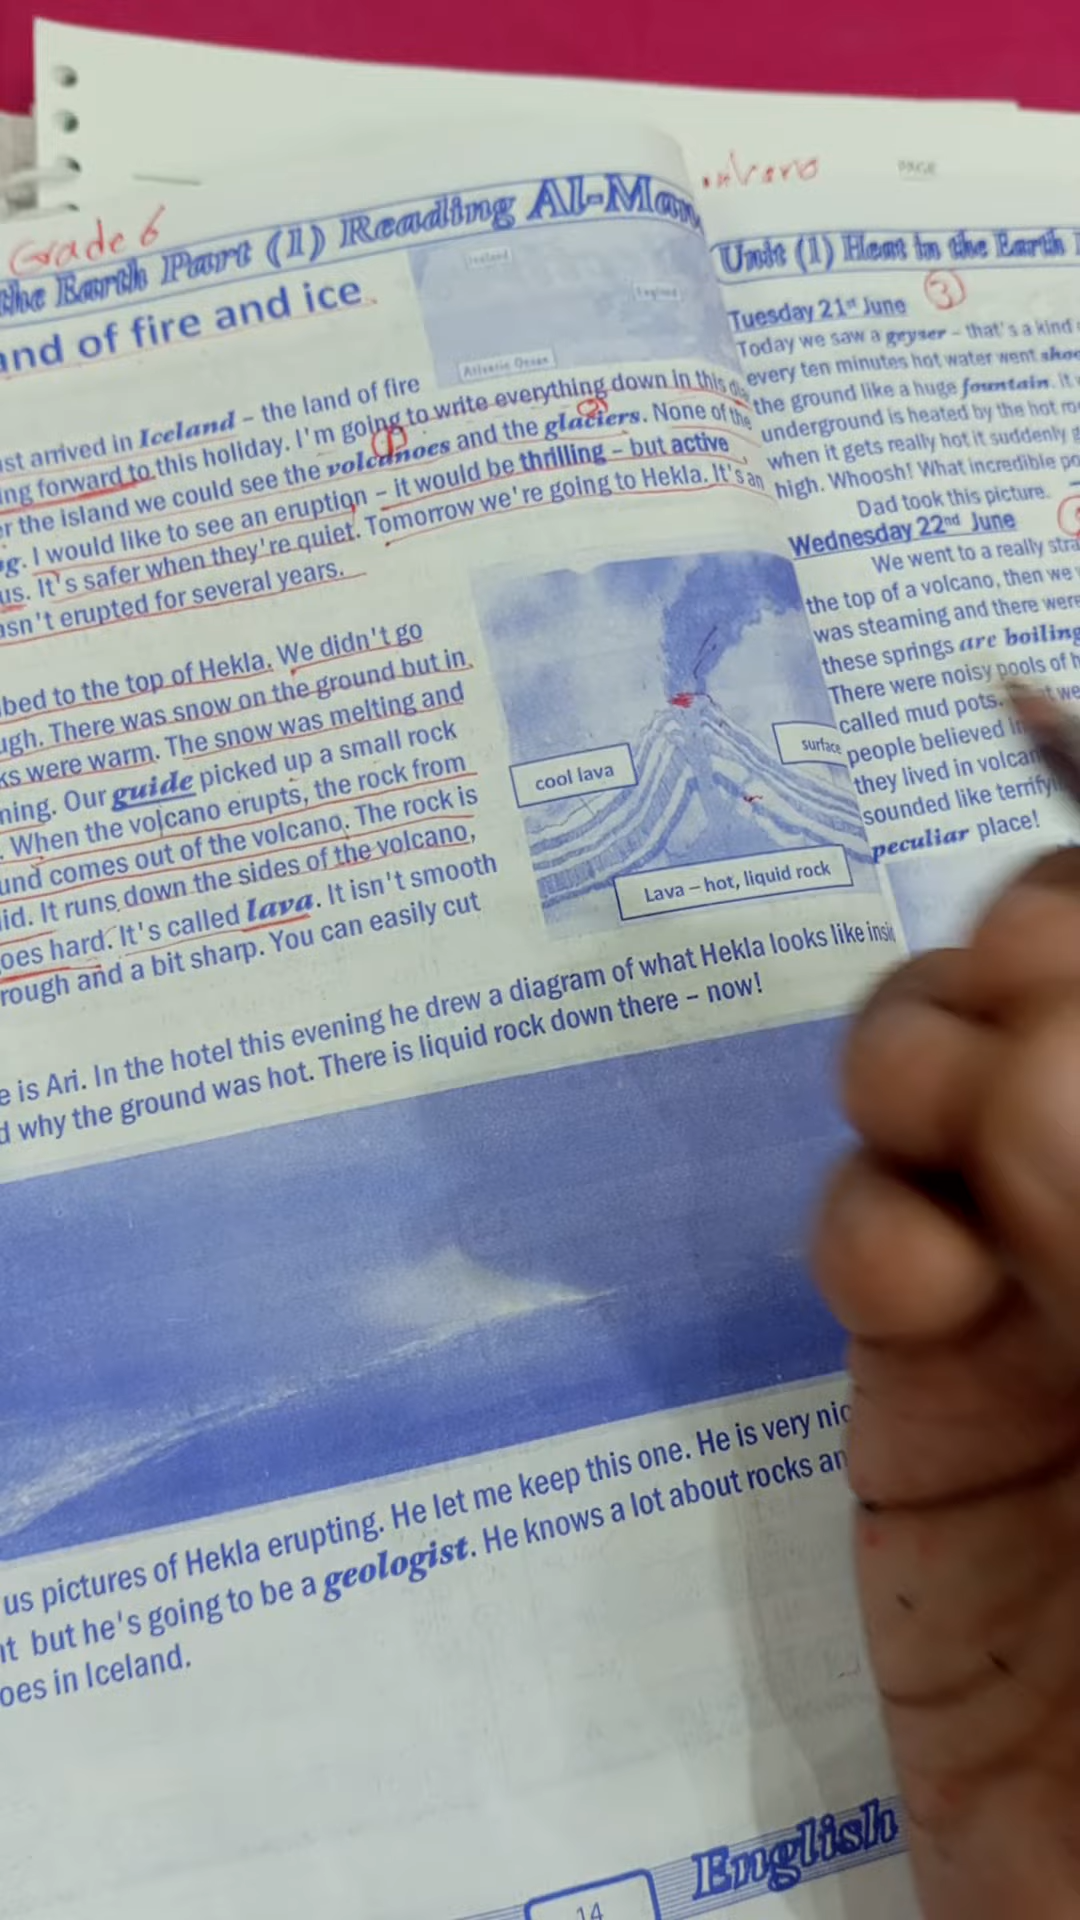 Grade 6
the Earth Part (1) Reading Al-Man
and of fire and ice
Iceland
England
Atlantic Ocean
ust arrived in Iceland – the land of fire
ing forward to this holiday. I'm going to write everything down in this
er the island we could see the volcanoes and the glaciers. None of the
g. I would like to see an eruption – it would be thrilling – but active
us. It's safer when they're quiet. Tomorrow we're going to Hekla. It's an
asn't erupted for several years.
bed to the top of Hekla. We didn't go
ugh. There was snow on the ground but in
ks were warm. The snow was melting and
ming. Our guide picked up a small rock
. When the volcano erupts, the rock from
und comes out of the volcano. The rock is
id. It runs down the sides of the volcano,
oes hard. It's called lava. It isn't smooth
rough and a bit sharp. You can easily cut
cool lava
surface
Lava – hot, liquid rock
e is Ari. In the hotel this evening he drew a diagram of what Hekla looks like insi
d why the ground was hot. There is liquid rock down there – now!
us pictures of Hekla erupting. He let me keep this one. He is very nic
t but he's going to be a geologist. He knows a lot about rocks an
oes in Iceland.
14
English
PAGE
Unit (1) Heat in the Earth
3
Tuesday 21st June
Today we saw a geyser – that's a kind
every ten minutes hot water went shoo
the ground like a huge fountain. It
underground is heated by the hot ro
when it gets really hot it suddenly
high. Whoosh! What incredible po
Dad took this picture.
Wednesday 22nd June
We went to a really stra
the top of a volcano, then we
was steaming and there were
these springs are boiling
There were noisy pools of
called mud pots.
people believed
they lived in volcan
sounded like terrify
peculiar place!